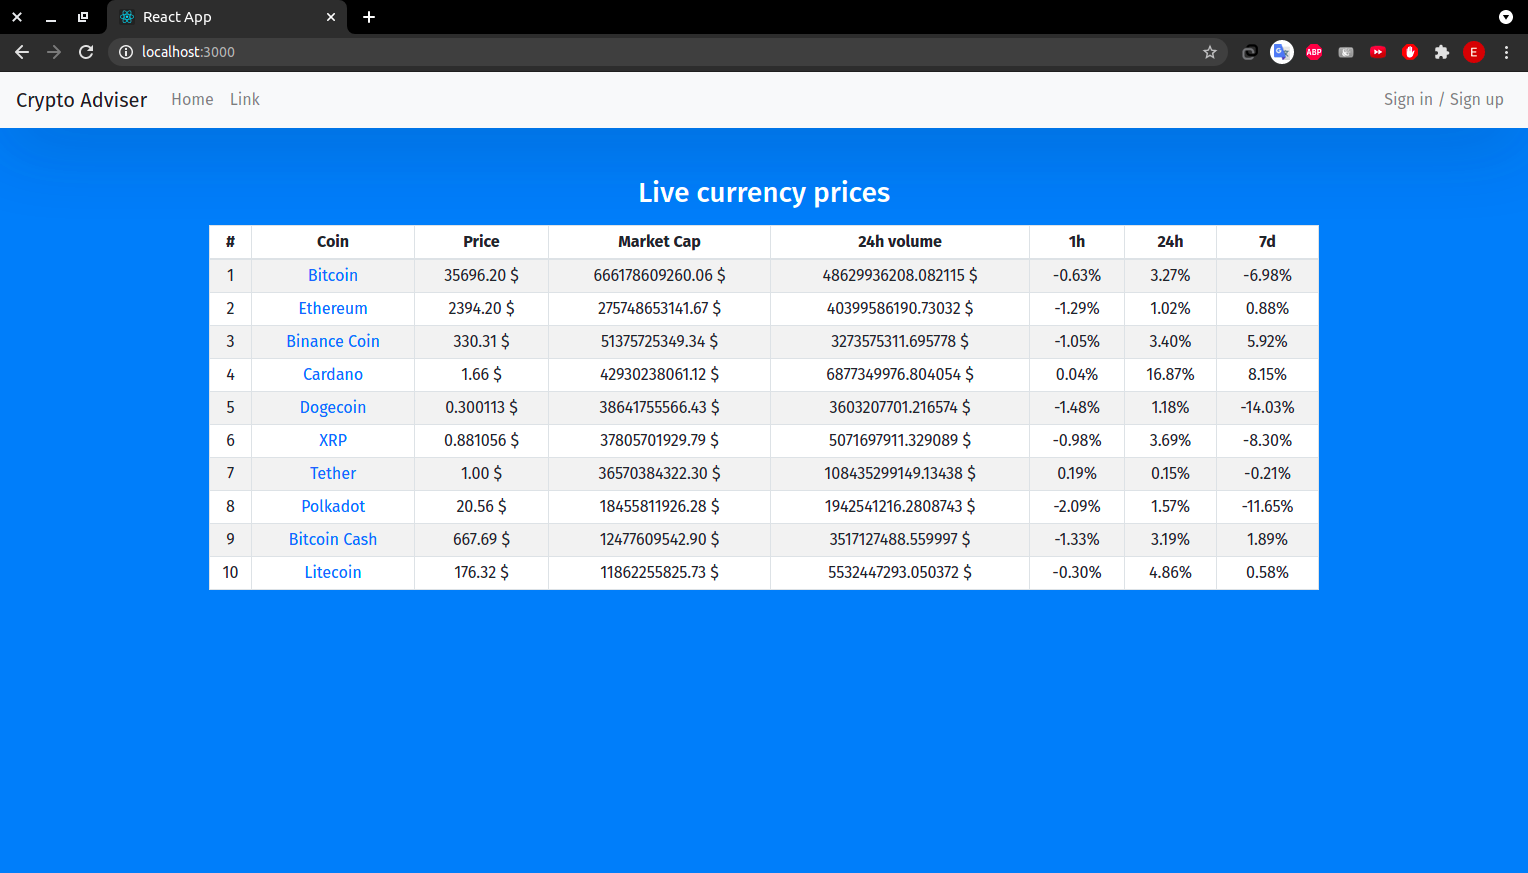 React App
localhost:3000
ABP
E
Crypto Adviser Home Link Sign in / Sign up
Live currency prices
# Coin Price Market Cap 24h volume 1h 24h 7d
1 Bitcoin 35696.20 $ 666178609260.06 $ 48629936208.082115 $ -0.63% 3.27% -6.98%
2 Ethereum 2394.20 $ 275748653141.67 $ 40399586190.73032 $ -1.29% 1.02% 0.88%
3 Binance Coin 330.31 $ 51375725349.34 $ 3273575311.695778 $ -1.05% 3.40% 5.92%
4 Cardano 1.66 $ 42930238061.12 $ 6877349976.804054 $ 0.04% 16.87% 8.15%
5 Dogecoin 0.300113 $ 38641755566.43 $ 3603207701.216574 $ -1.48% 1.18% -14.03%
6 XRP 0.881056 $ 37805701929.79 $ 5071697911.329089 $ -0.98% 3.69% -8.30%
7 Tether 1.00 $ 36570384322.30 $ 108435299149.13438 $ 0.19% 0.15% -0.21%
8 Polkadot 20.56 $ 18455811926.28 $ 1942541216.2808743 $ -2.09% 1.57% -11.65%
9 Bitcoin Cash 667.69 $ 12477609542.90 $ 3517127488.559997 $ -1.33% 3.19% 1.89%
10 Litecoin 176.32 $ 11862255825.73 $ 5532447293.050372 $ -0.30% 4.86% 0.58%